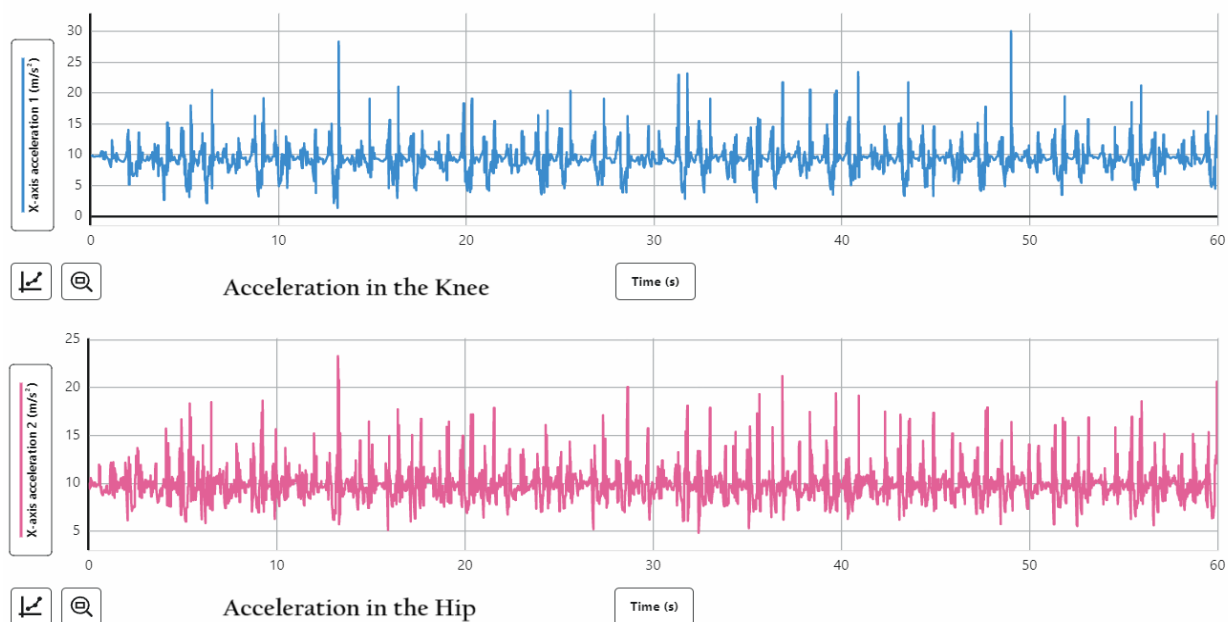 X-axis acceleration 1 (m/s²)
30
25
20
15
10
5
0
0 10 20 30 40 50 60
Time (s)
Acceleration in the Knee
X-axis acceleration 2 (m/s²)
25
20
15
10
5
0 10 20 30 40 50 60
Time (s)
Acceleration in the Hip